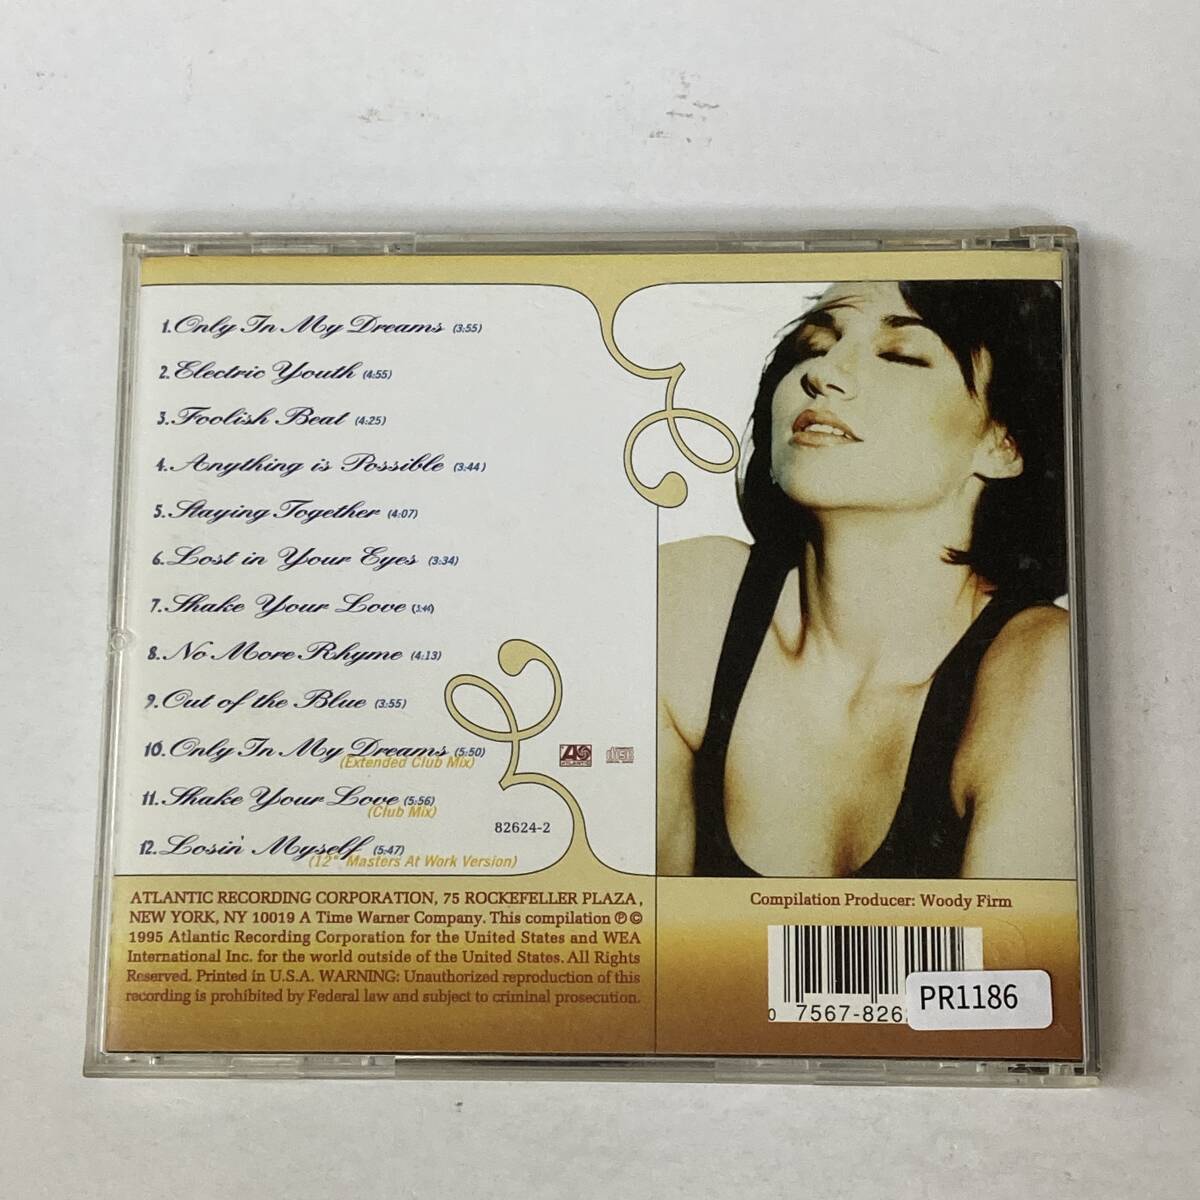 1. Only In My Dreams (3:55)
2. Electric Youth (4:55)
3. Foolish Beat (4:25)
4. Anything is Possible (3:44)
5. Staying Together (4:07)
6. Lost in Your Eyes (3:34)
7. Shake Your Love (3:44)
8. No More Rhyme (4:13)
9. Out of the Blue (3:55)
10. Only In My Dreams (5:50)
(Extended Club Mix)
11. Shake Your Love (5:56)
(Club Mix)
12. Losin' Myself (5:47)
(12" Masters At Work Version)
ATLANTIC
82624-2
ATLANTIC RECORDING CORPORATION, 75 ROCKEFELLER PLAZA,
NEW YORK, NY 10019 A Time Warner Company. This compilation ℗ ©
1995 Atlantic Recording Corporation for the United States and WEA
International Inc. for the world outside of the United States. All Rights
Reserved. Printed in U.S.A. WARNING: Unauthorized reproduction of this
recording is prohibited by Federal law and subject to criminal prosecution.
Compilation Producer: Woody Firm
0 7567-826
PR1186